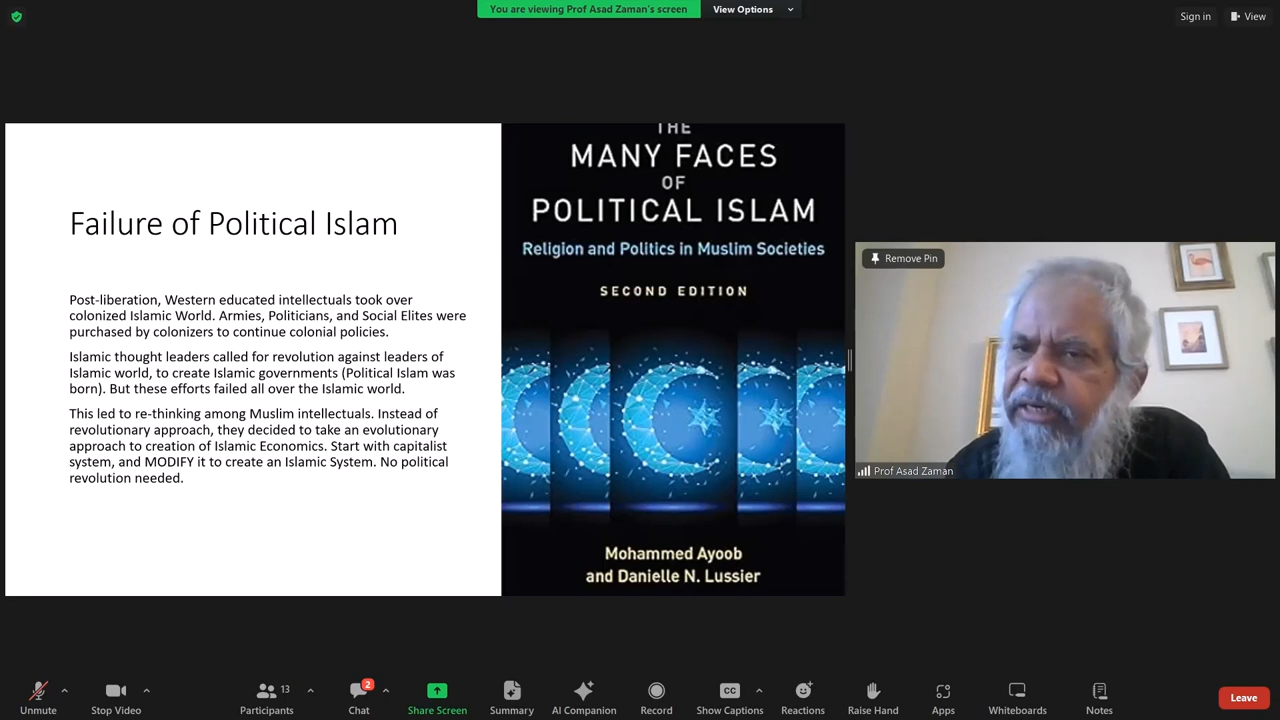 You are viewing Prof Asad Zaman's screen
View Options
Sign in
View
Failure of Political Islam
Post-liberation, Western educated intellectuals took over
colonized Islamic World. Armies, Politicians, and Social Elites were
purchased by colonizers to continue colonial policies.
Islamic thought leaders called for revolution against leaders of
Islamic world, to create Islamic governments (Political Islam was
born). But these efforts failed all over the Islamic world.
This led to re-thinking among Muslim intellectuals. Instead of
revolutionary approach, they decided to take an evolutionary
approach to creation of Islamic Economics. Start with capitalist
system, and MODIFY it to create an Islamic System. No political
revolution needed.
THE
MANY FACES
OF
POLITICAL ISLAM
Religion and Politics in Muslim Societies
SECOND EDITION
Mohammed Ayoob
and Danielle N. Lussier
Remove Pin
Prof Asad Zaman
Unmute
Stop Video
13
Participants
2
Chat
Share Screen
Summary
AI Companion
Record
CC
Show Captions
Reactions
Raise Hand
Apps
Whiteboards
Notes
Leave